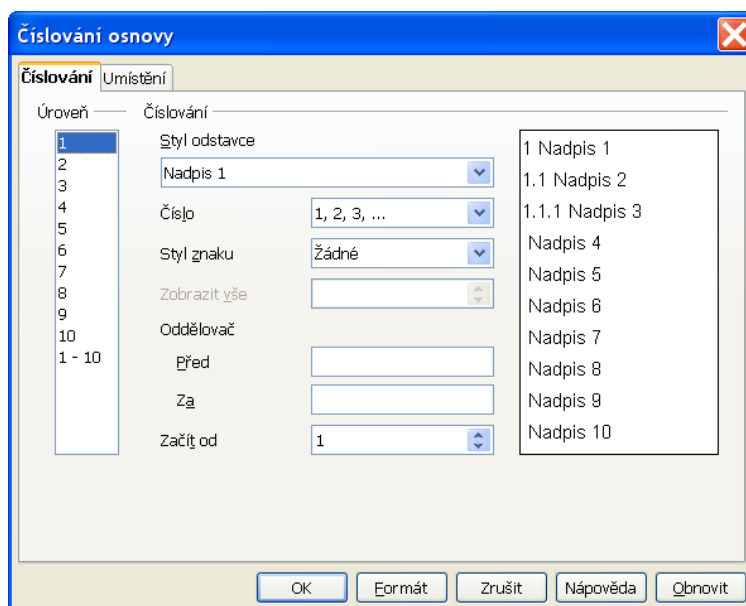 Číslování osnovy
Číslování Umístění
Úroveň
1
2
3
4
5
6
7
8
9
10
1 - 10
Číslování
Styl odstavce
Nadpis 1
Číslo 1, 2, 3, ...
Styl znaku Žádné
Zobrazit vše
Oddělovač
Před
Za
Začít od 1
1 Nadpis 1
1.1 Nadpis 2
1.1.1 Nadpis 3
Nadpis 4
Nadpis 5
Nadpis 6
Nadpis 7
Nadpis 8
Nadpis 9
Nadpis 10
OK Formát Zrušit Nápověda Obnovit